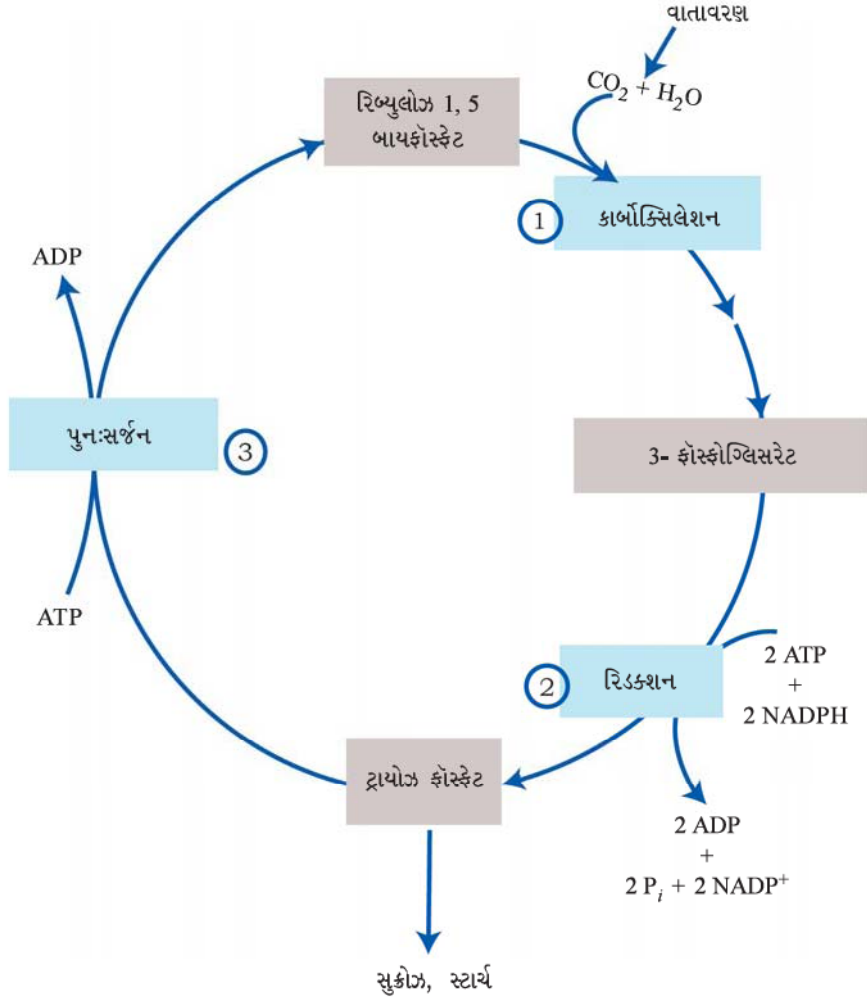 વાતાવરણ
CO₂ + H₂O
રિબ્યુલોઝ 1, 5
બાયફૉસ્ફેટ
1
કાર્બોક્સિલેશન
ADP
પુનઃસર્જન
3
3- ફૉસ્ફોગ્લિસરેટ
ATP
2
રિડક્શન
2 ATP
+
2 NADPH
ટ્રાયોઝ ફૉસ્ફેટ
2 ADP
+
2 Pᵢ + 2 NADP⁺
સુક્રોઝ, સ્ટાર્ચ